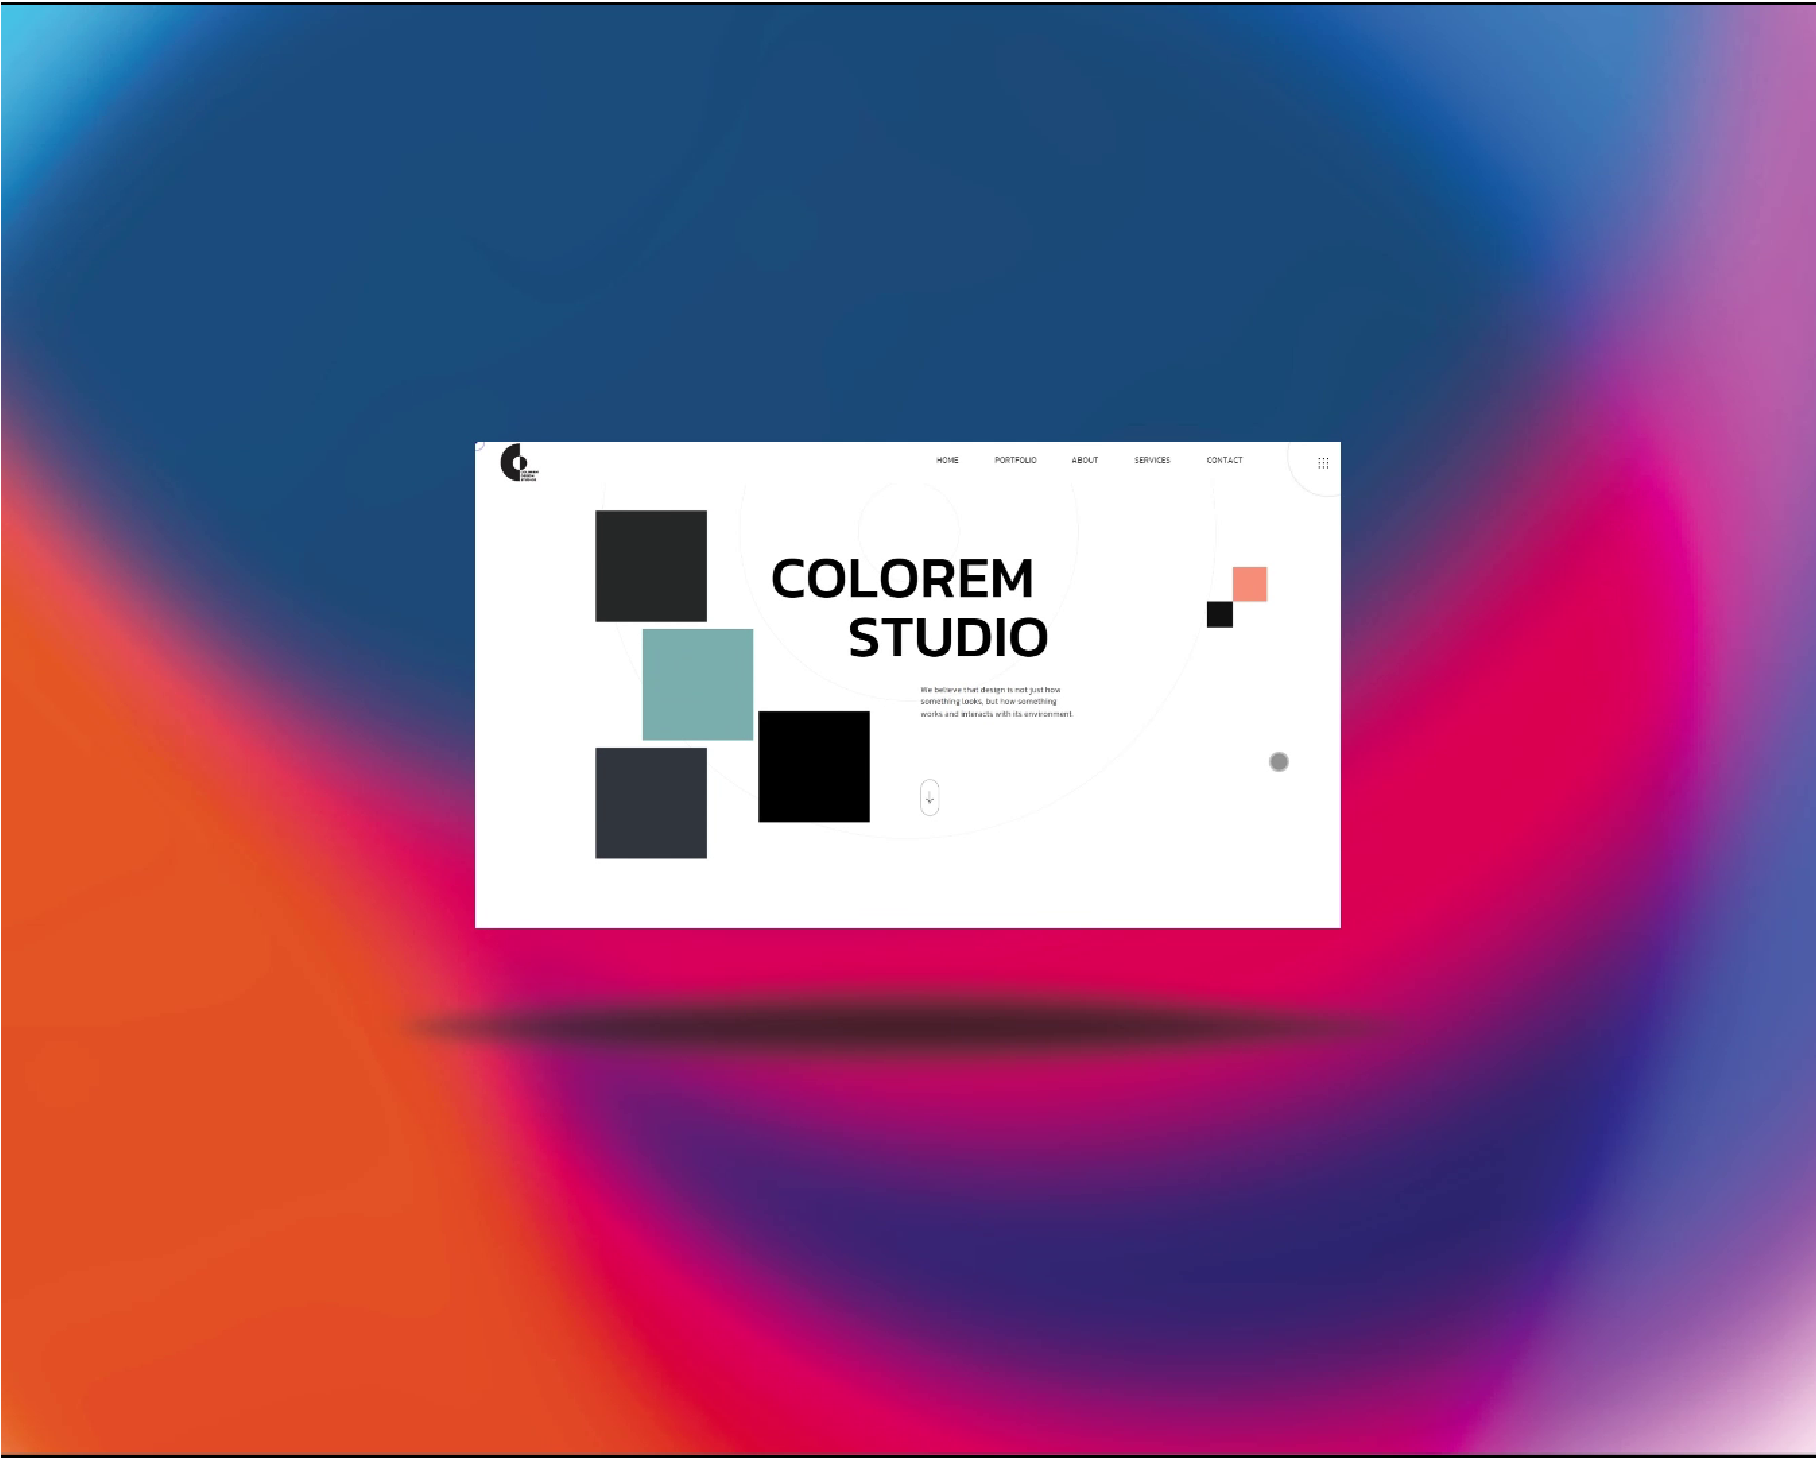 HOME PORTFOLIO ABOUT SERVICES CONTACT
COLOREM
STUDIO
We believe that design is not just how
something looks, but how something
works and interacts with its environment.